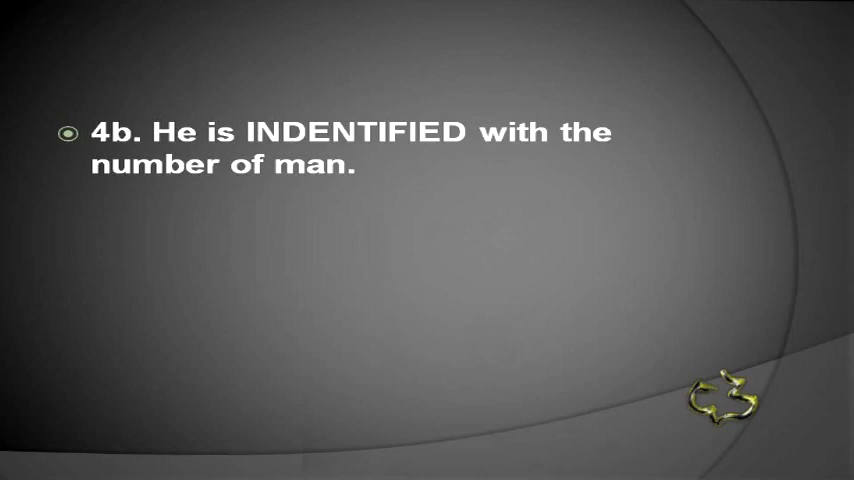 4b. He is INDENTIFIED with the
number of man.